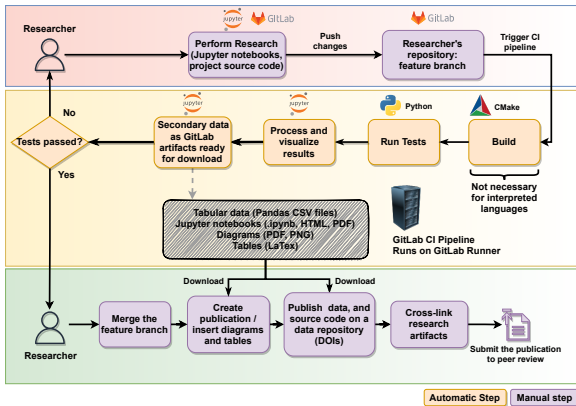 jupyter
GitLab
GitLab
Researcher
Perform Research
(Jupyter notebooks,
project source code)
Push
changes
Researcher's
repository:
feature branch
Trigger CI
pipeline
No
Tests passed?
Yes
jupyter
Secondary data
as GitLab
artifacts ready
for download
jupyter
Process and
visualize
results
Python
Run Tests
CMake
Build
Not necessary
for interpreted
languages
Tabular data (Pandas CSV files)
Jupyter notebooks (.ipynb, HTML, PDF)
Diagrams (PDF, PNG)
Tables (LaTex)
GitLab CI Pipeline
Runs on GitLab Runner
Download
Download
Researcher
Merge the
feature branch
Create
publication /
insert diagrams
and tables
Publish data, and
source code on a
data repository
(DOIs)
Cross-link
research
artifacts
Submit the publication
to peer review
Automatic Step
Manual step